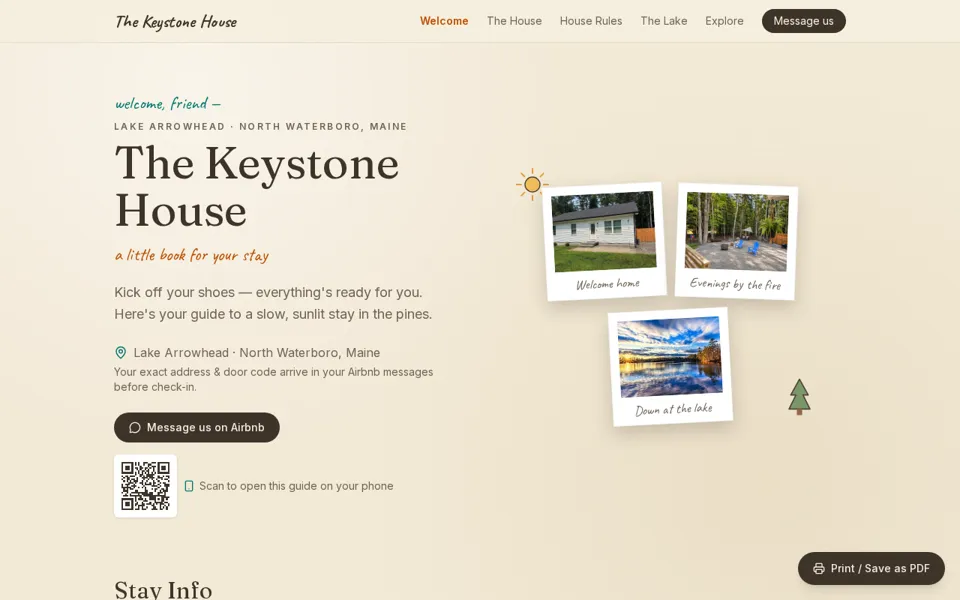 The Keystone House
Welcome
The House
House Rules
The Lake
Explore
Message us
welcome, friend —
LAKE ARROWHEAD · NORTH WATERBORO, MAINE
The Keystone
House
a little book for your stay
Kick off your shoes — everything's ready for you.
Here's your guide to a slow, sunlit stay in the pines.
Lake Arrowhead · North Waterboro, Maine
Your exact address & door code arrive in your Airbnb messages
before check-in.
Message us on Airbnb
Scan to open this guide on your phone
Welcome home
Evenings by the fire
Down at the lake
Stay Info
Print / Save as PDF